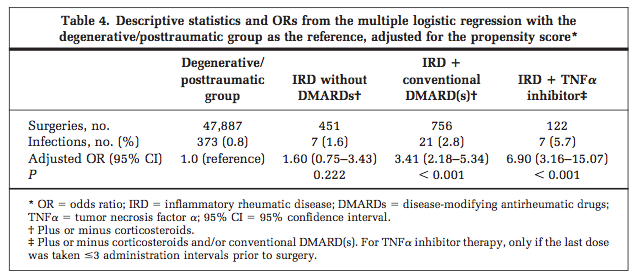 Table 4. Descriptive statistics and ORs from the multiple logistic regression with the
degenerative/posttraumatic group as the reference, adjusted for the propensity score*
Degenerative/
posttraumatic
group
IRD without
DMARDs†
IRD +
conventional
DMARD(s)†
IRD + TNFα
inhibitor‡
Surgeries, no. 47,887 451 756 122
Infections, no. (%) 373 (0.8) 7 (1.6) 21 (2.8) 7 (5.7)
Adjusted OR (95% CI) 1.0 (reference) 1.60 (0.75–3.43) 3.41 (2.18–5.34) 6.90 (3.16–15.07)
P 0.222 < 0.001 < 0.001
* OR = odds ratio; IRD = inflammatory rheumatic disease; DMARDs = disease-modifying antirheumatic drugs;
TNFα = tumor necrosis factor α; 95% CI = 95% confidence interval.
† Plus or minus corticosteroids.
‡ Plus or minus corticosteroids and/or conventional DMARD(s). For TNFα inhibitor therapy, only if the last dose
was taken ≤3 administration intervals prior to surgery.